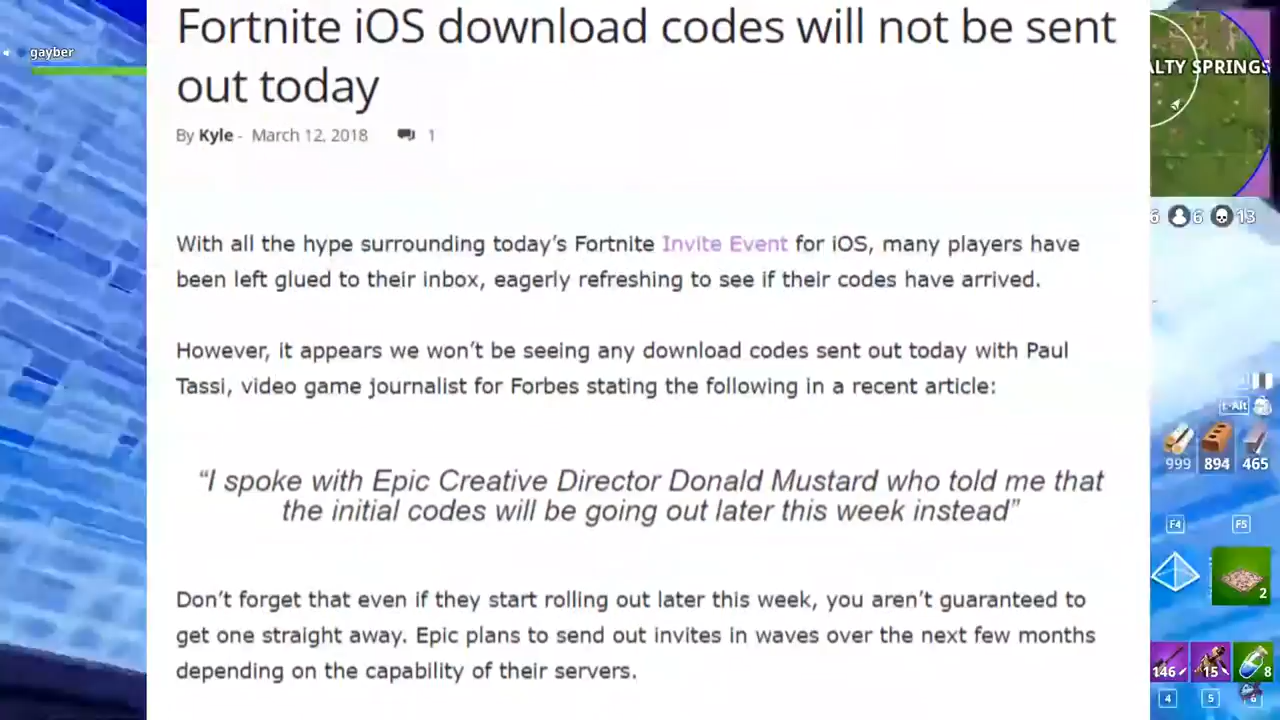 Fortnite iOS download codes will not be sent
out today
By Kyle - March 12, 2018 1
With all the hype surrounding today's Fortnite Invite Event for iOS, many players have
been left glued to their inbox, eagerly refreshing to see if their codes have arrived.
However, it appears we won't be seeing any download codes sent out today with Paul
Tassi, video game journalist for Forbes stating the following in a recent article:
“I spoke with Epic Creative Director Donald Mustard who told me that
the initial codes will be going out later this week instead”
Don't forget that even if they start rolling out later this week, you aren't guaranteed to
get one straight away. Epic plans to send out invites in waves over the next few months
depending on the capability of their servers.
gayber
ALTY SPRINGS
6 6 13
t-Alt
999 894 465
F4 F5
2
146 15 8
4 5 6